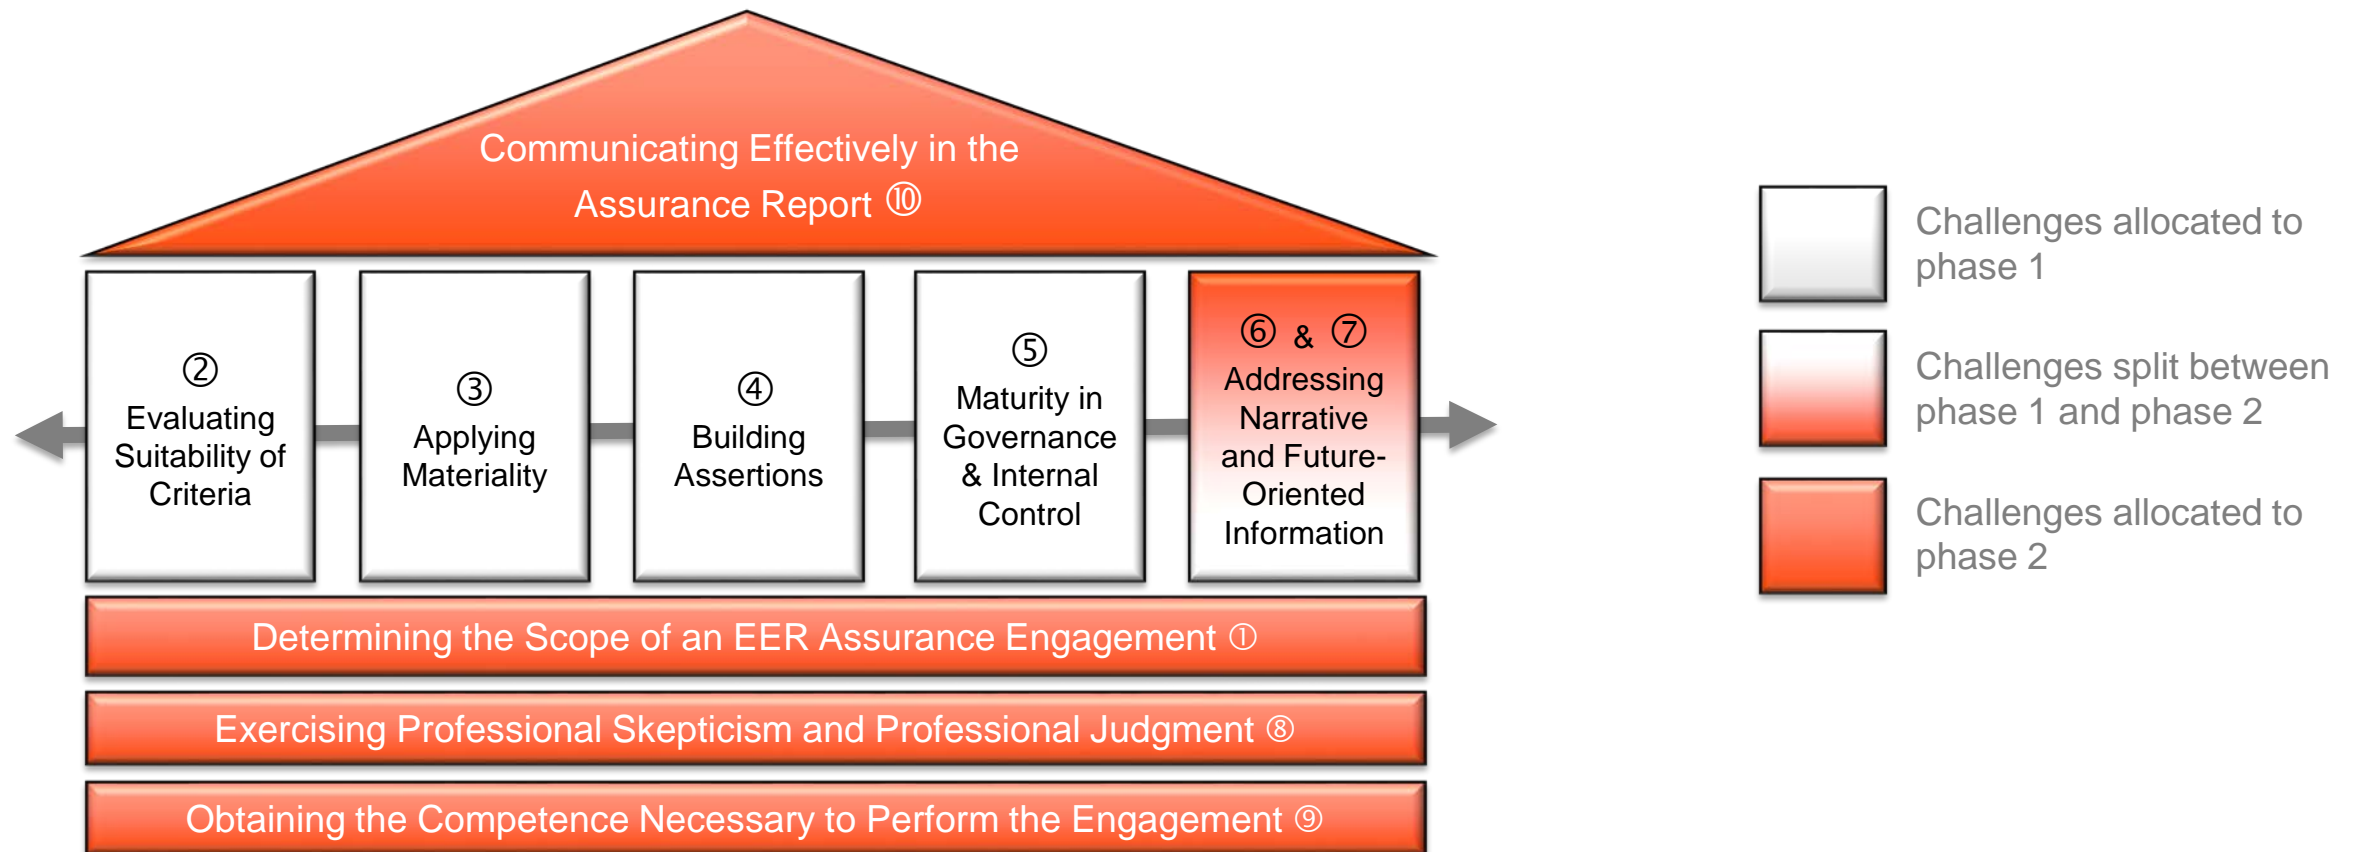 Communicating Effectively in the
Assurance Report ⑩
②
Evaluating
Suitability of
Criteria
③
Applying
Materiality
④
Building
Assertions
⑤
Maturity in
Governance
& Internal
Control
⑥ & ⑦
Addressing
Narrative
and Future-
Oriented
Information
Determining the Scope of an EER Assurance Engagement ①
Exercising Professional Skepticism and Professional Judgment ⑧
Obtaining the Competence Necessary to Perform the Engagement ⑨
Challenges allocated to
phase 1
Challenges split between
phase 1 and phase 2
Challenges allocated to
phase 2